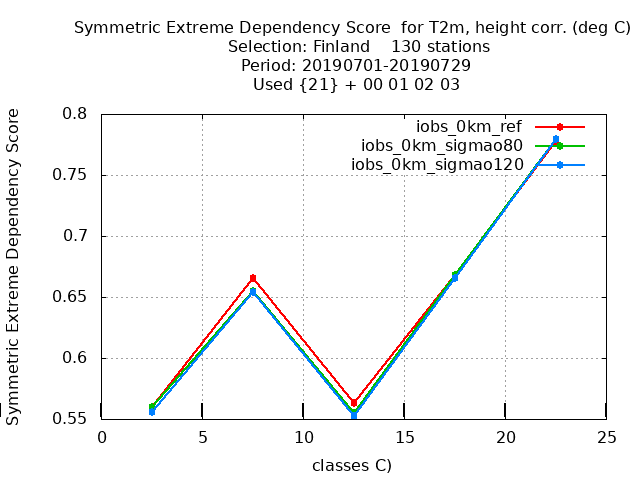 Symmetric Extreme Dependency Score for T2m, height corr. (deg C)
Selection: Finland 130 stations
Period: 20190701-20190729
Used {21} + 00 01 02 03
iobs_0km_ref
iobs_0km_sigmao80
iobs_0km_sigmao120
Symmetric Extreme Dependency Score
0.8
0.75
0.7
0.65
0.6
0.55
0 5 10 15 20 25
classes C)